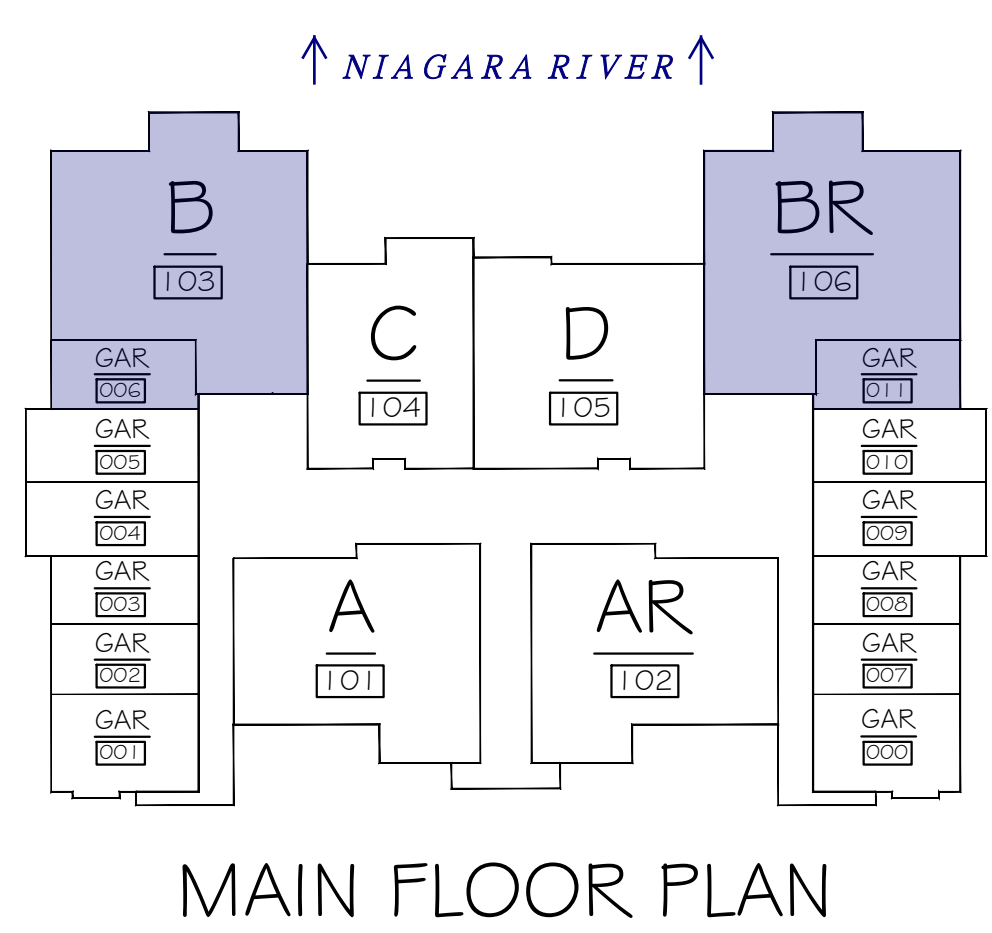 NIAGARA RIVER
B
103
BR
106
C
104
D
105
GAR
006
GAR
005
GAR
004
GAR
003
GAR
002
GAR
001
GAR
011
GAR
010
GAR
009
GAR
008
GAR
007
GAR
000
A
101
AR
102
MAIN FLOOR PLAN